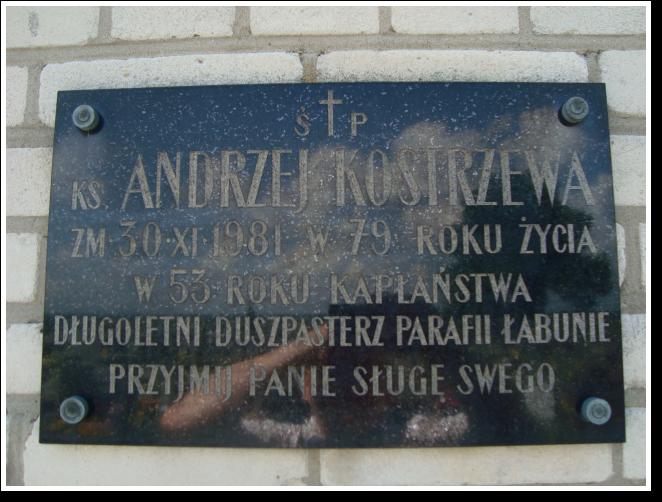 Ś † P
KS. ANDRZEJ KOSTRZEWA
ZM 30·XI·1981 W 79 ROKU ŻYCIA
W 53 ROKU KAPŁAŃSTWA
DŁUGOLETNI DUSZPASTERZ PARAFII ŁABUNIE
PRZYJMIJ PANIE SŁUGĘ SWEGO